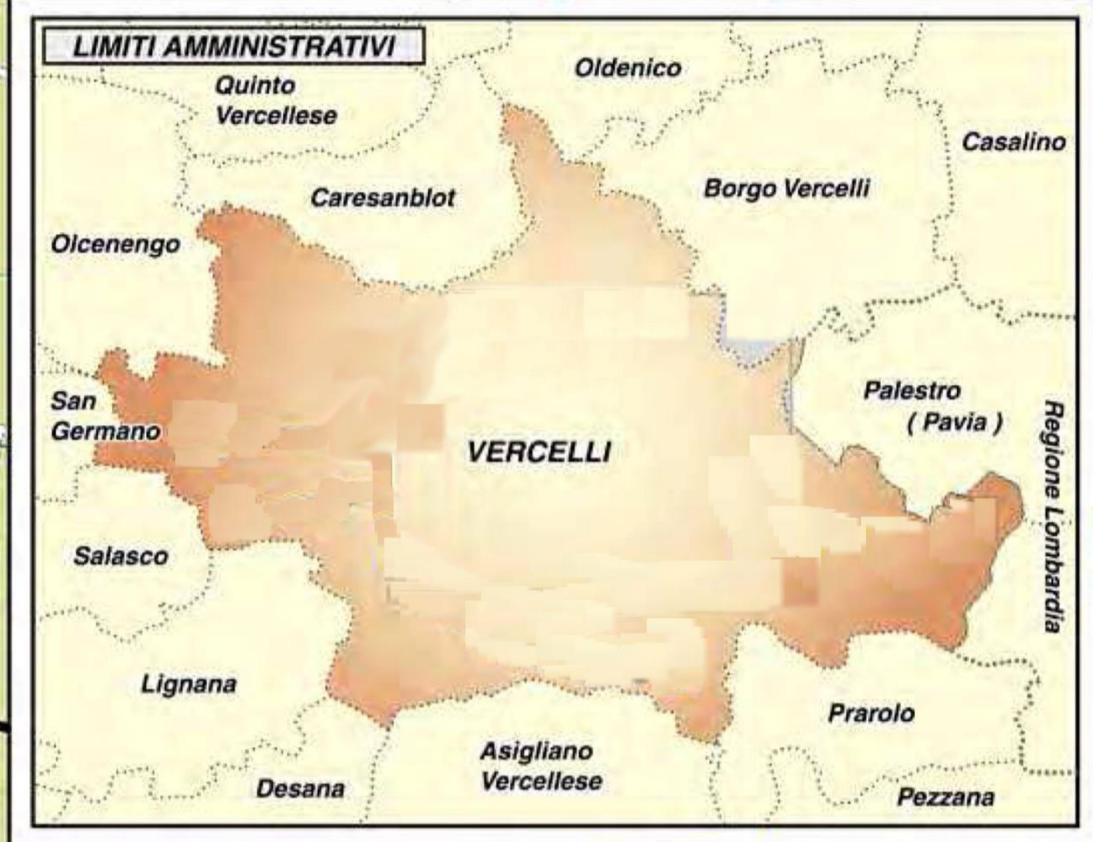 LIMITI AMMINISTRATIVI
Oldenico
Quinto
Vercellese
Casalino
Borgo Vercelli
Caresanblot
Olcenengo
Palestro
( Pavia )
San
Germano
Regione Lombardia
VERCELLI
Salasco
Lignana
Prarolo
Asigliano
Vercellese
Desana
Pezzana